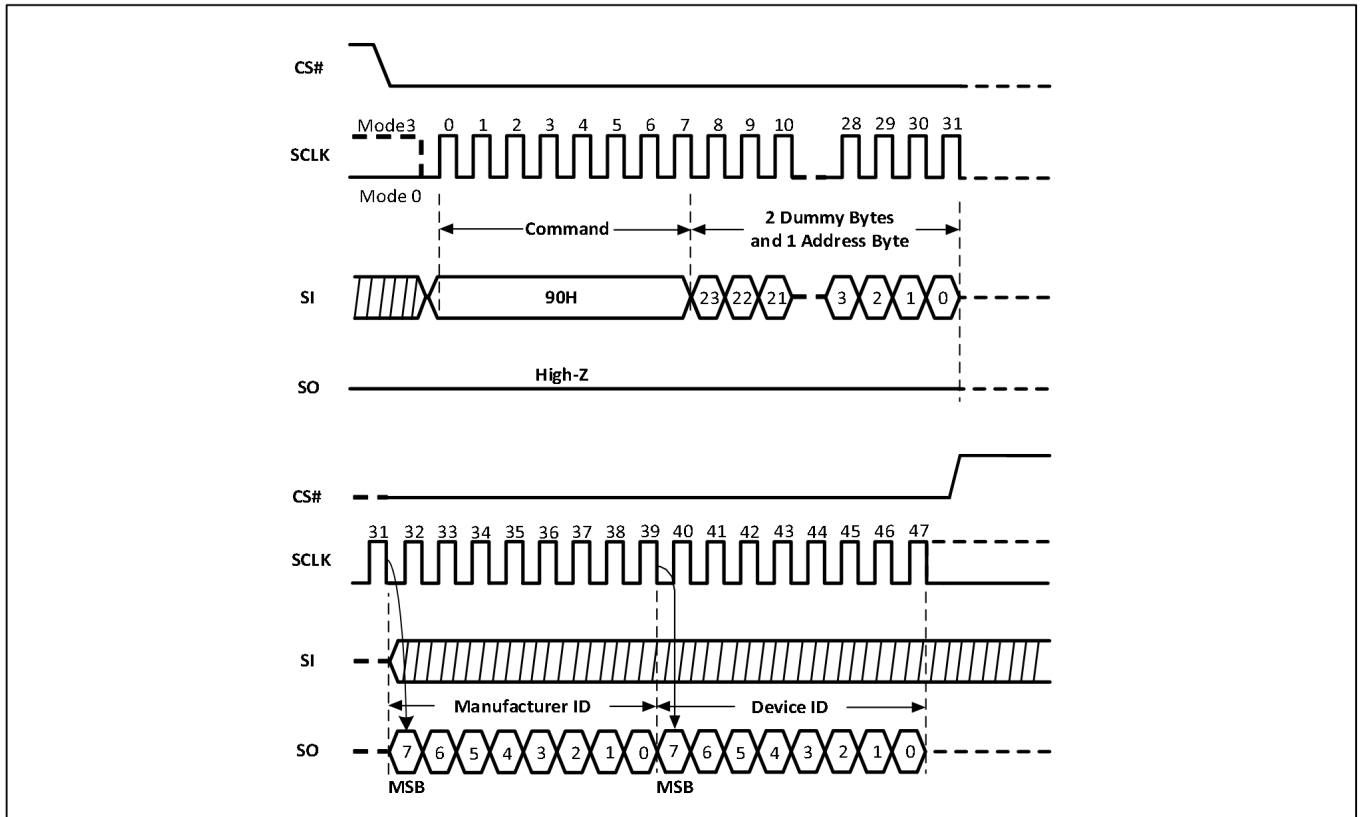 CS#
Mode3 0 1 2 3 4 5 6 7 8 9 10 28 29 30 31
SCLK
Mode 0
Command
2 Dummy Bytes
and 1 Address Byte
SI 90H 23 22 21 3 2 1 0
High-Z
SO
CS#
31 32 33 34 35 36 37 38 39 40 41 42 43 44 45 46 47
SCLK
SI
Manufacturer ID Device ID
SO 7 6 5 4 3 2 1 0 7 6 5 4 3 2 1 0
MSB MSB